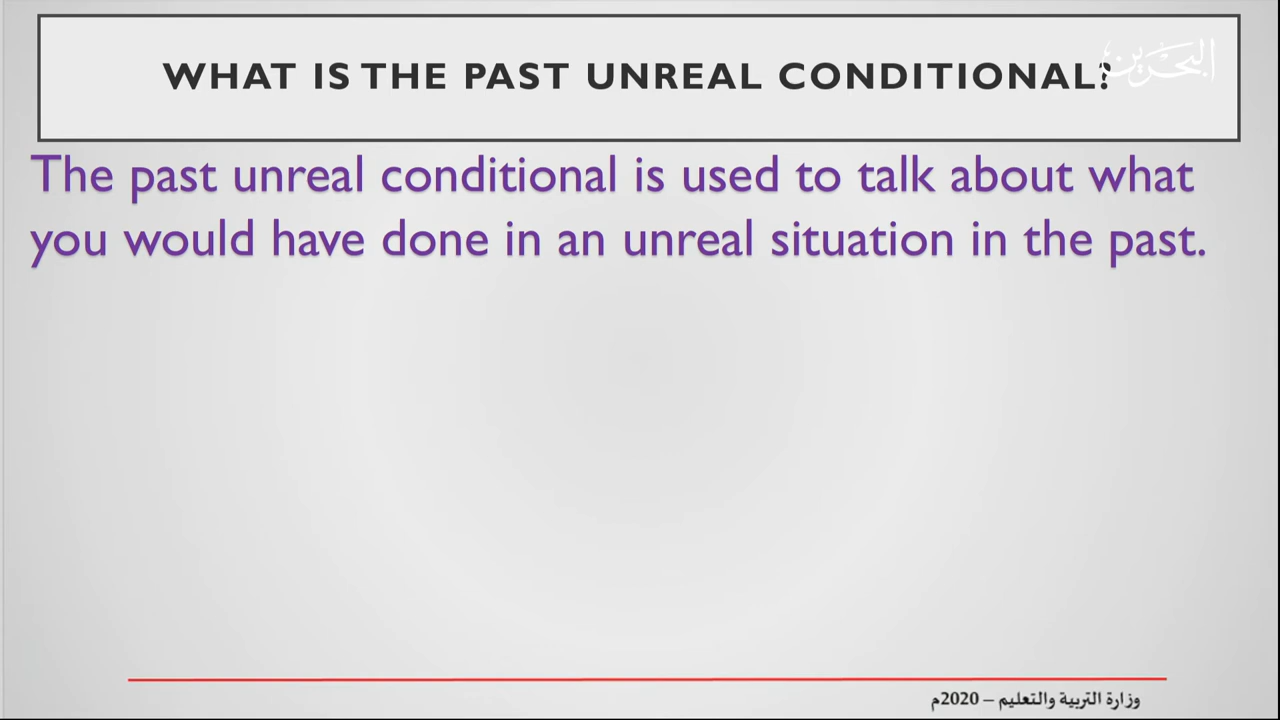 WHAT IS THE PAST UNREAL CONDITIONAL?
البحرين
The past unreal conditional is used to talk about what
you would have done in an unreal situation in the past.
وزارة التربية والتعليم – 2020م